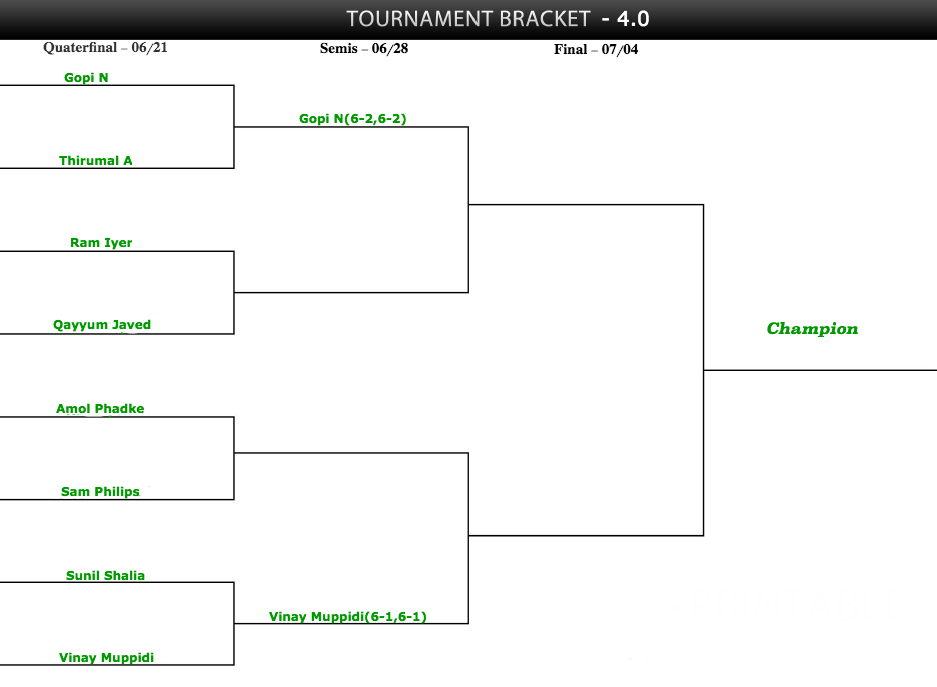 TOURNAMENT BRACKET - 4.0
Quaterfinal – 06/21
Semis – 06/28
Final – 07/04
Gopi N
Gopi N(6-2,6-2)
Thirumal A
Ram Iyer
Qayyum Javed
Champion
Amol Phadke
Sam Philips
Sunil Shalia
Vinay Muppidi(6-1,6-1)
Vinay Muppidi